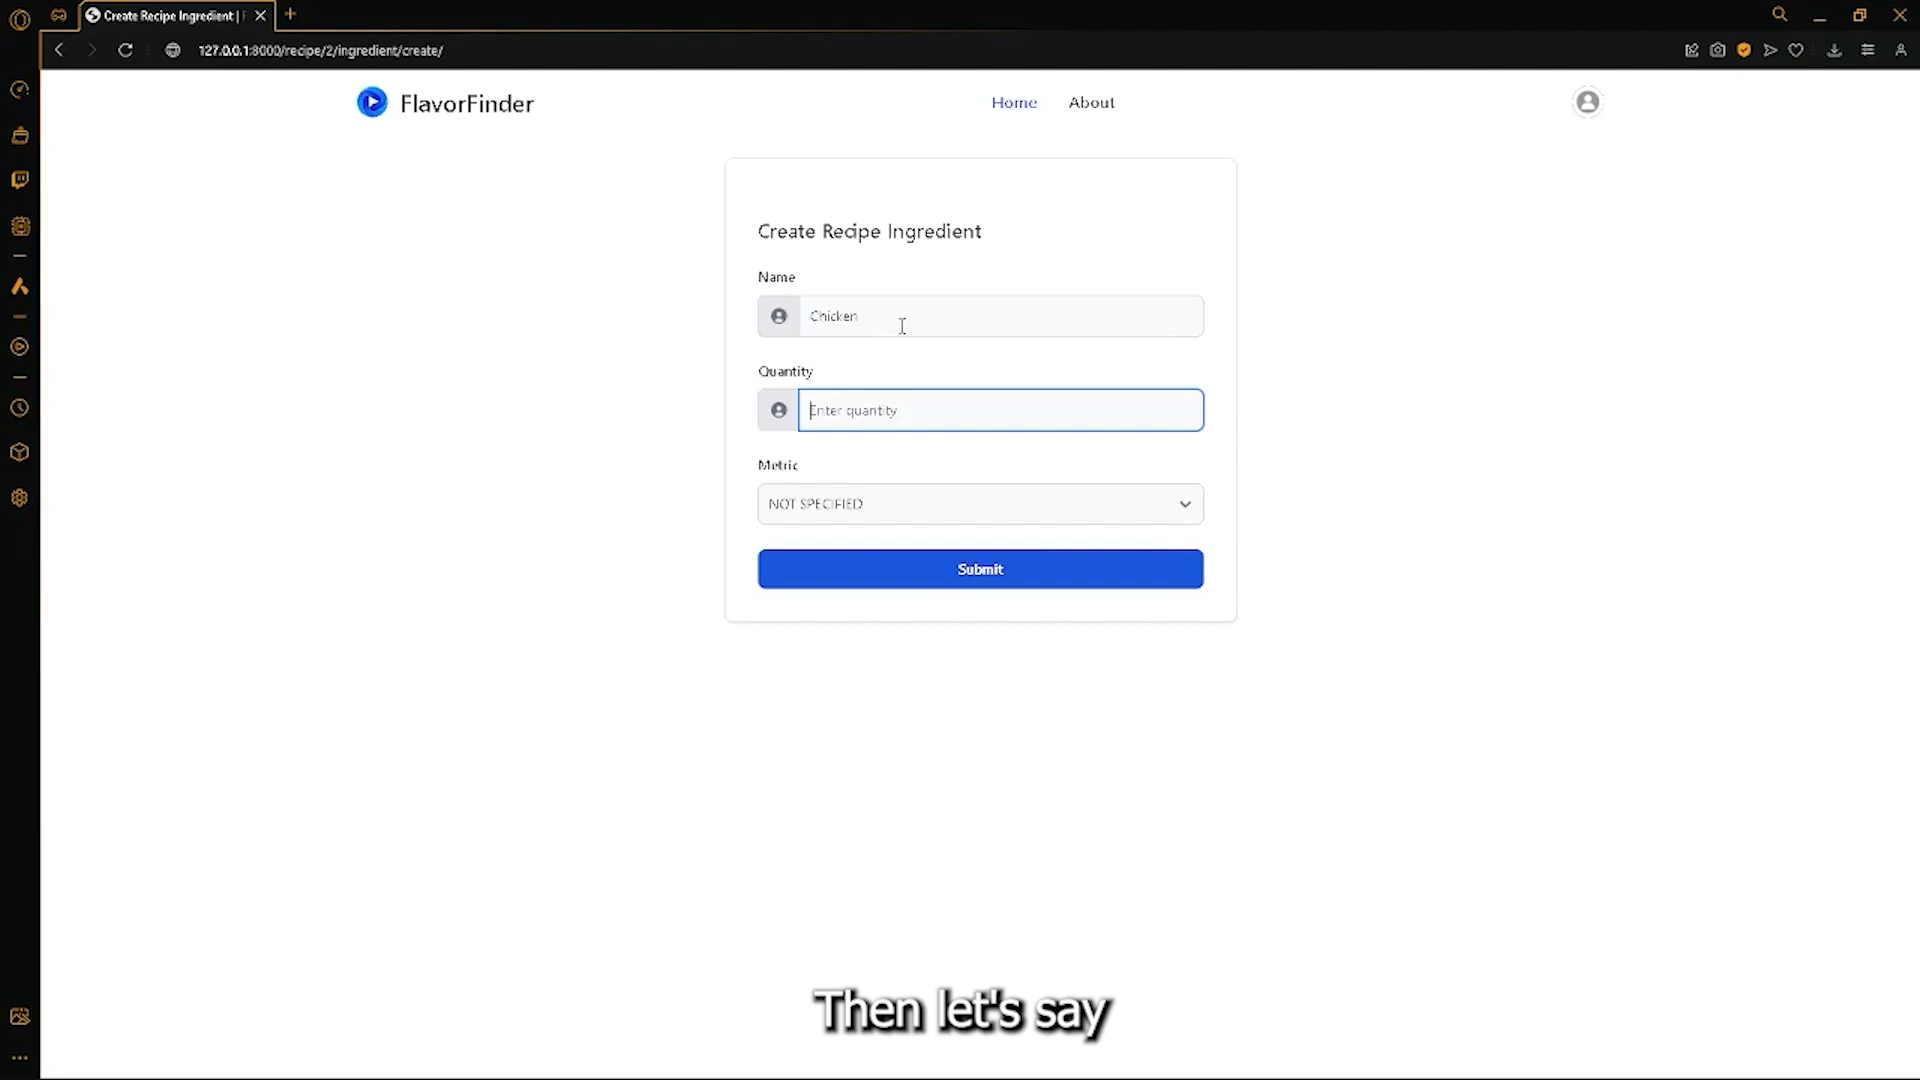 Create Recipe Ingredient | F
127.0.0.1:8000/recipe/2/ingredient/create/
FlavorFinder
Home
About
Create Recipe Ingredient
Name
Chicken
Quantity
Enter quantity
Metric
NOT SPECIFIED
Submit
Then let's say